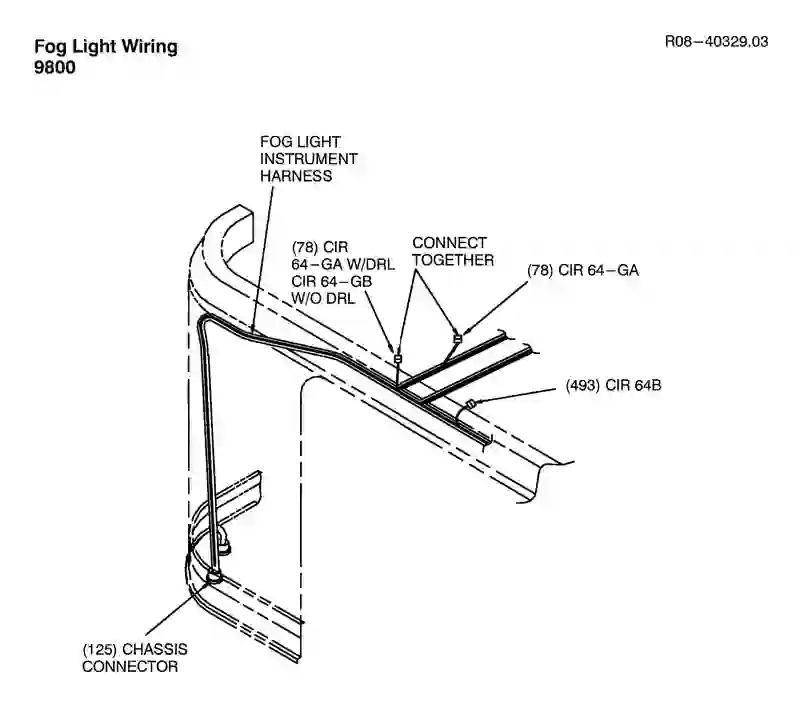 Fog Light Wiring
9800
R08-40329.03
FOG LIGHT
INSTRUMENT
HARNESS
(78) CIR
64-GA W/DRL
CIR 64-GB
W/O DRL
CONNECT
TOGETHER
(78) CIR 64-GA
(493) CIR 64B
(125) CHASSIS
CONNECTOR